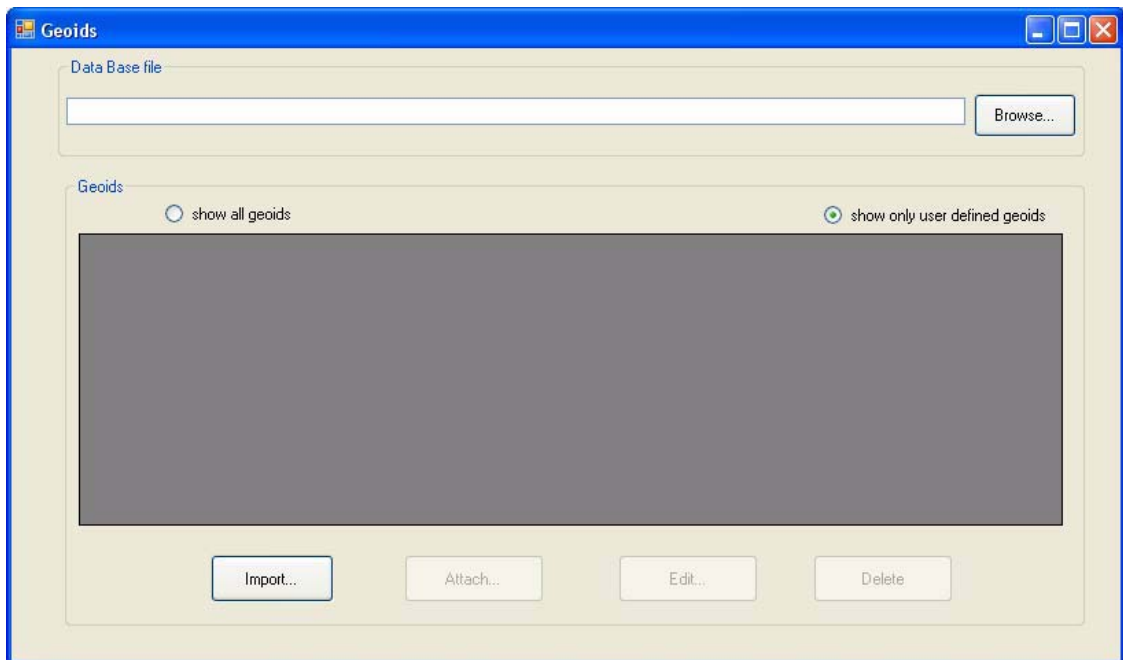 Geoids
Data Base file
Browse...
Geoids
show all geoids
show only user defined geoids
Import...
Attach...
Edit...
Delete